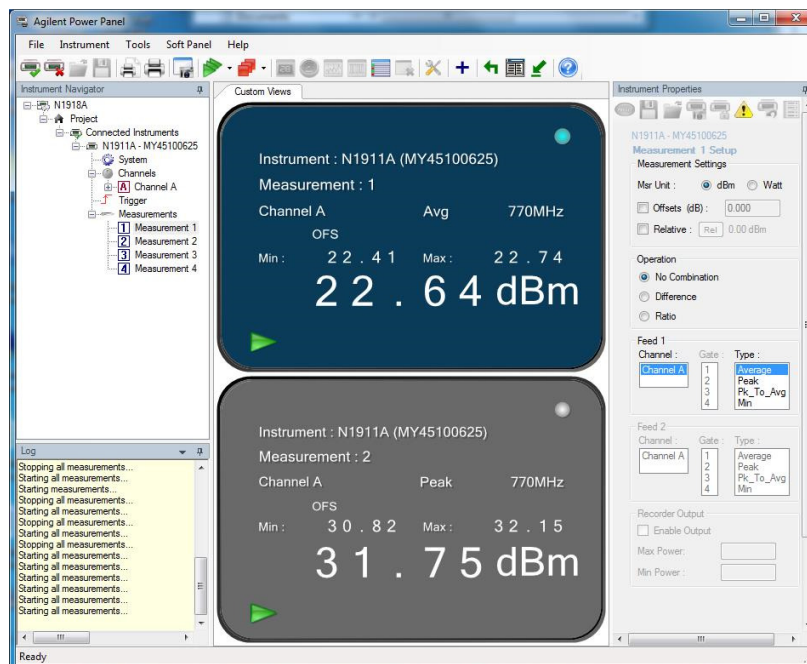 Agilent Power Panel
File Instrument Tools Soft Panel Help
Instrument Navigator
N1918A
Project
Connected Instruments
N1911A - MY45100625
System
Channels
A Channel A
Trigger
Measurements
1 Measurement 1
2 Measurement 2
3 Measurement 3
4 Measurement 4
Log
Stopping all measurements...
Starting all measurements...
Starting measurements...
Stopping all measurements...
Starting all measurements...
Stopping all measurements...
Starting all measurements...
Stopping all measurements...
Starting all measurements...
Starting all measurements...
Starting all measurements...
Starting all measurements...
Starting all measurements...
Starting all measurements...
Ready
Custom Views
Instrument : N1911A (MY45100625)
Measurement : 1
Channel A Avg 770MHz
OFS
Min : 22.41 Max : 22.74
22.64 dBm
Instrument : N1911A (MY45100625)
Measurement : 2
Channel A Peak 770MHz
OFS
Min : 30.82 Max : 32.15
31.75 dBm
Instrument Properties
N1911A - MY45100625
Measurement 1 Setup
Measurement Settings
Msr Unit : dBm Watt
Offsets (dB) : 0.000
Relative : Rel 0.00 dBm
Operation
No Combination
Difference
Ratio
Feed 1
Channel : Gate : Type :
Channel A 1 Average
2 Peak
3 Pk_To_Avg
4 Min
Feed 2
Channel : Gate : Type :
Channel A 1 Average
2 Peak
3 Pk_To_Avg
4 Min
Recorder Output
Enable Output
Max Power:
Min Power :